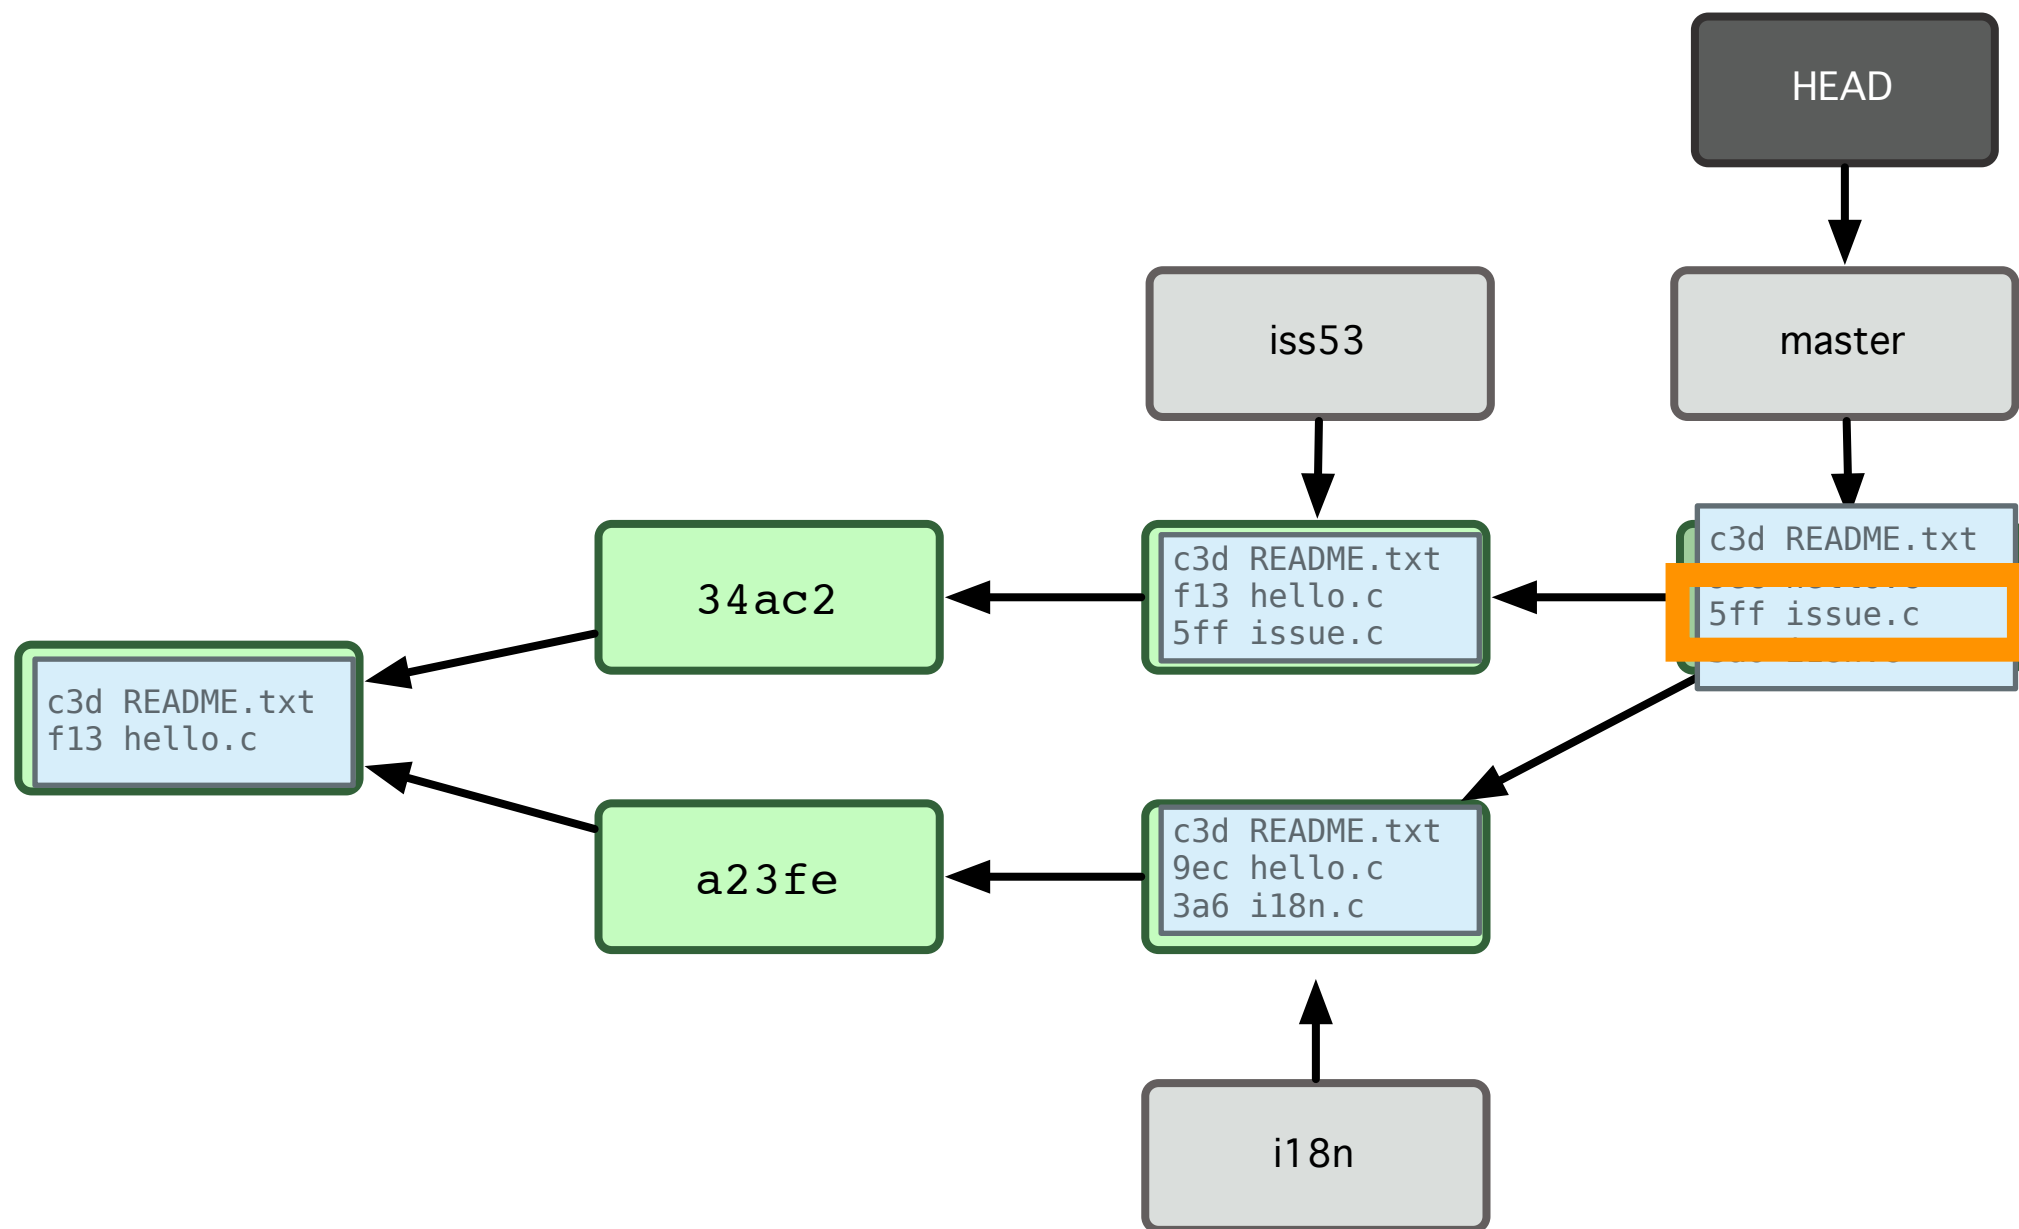 HEAD
iss53
master
c3d README.txt
5ff issue.c
c3d README.txt
f13 hello.c
5ff issue.c
34ac2
c3d README.txt
f13 hello.c
a23fe
c3d README.txt
9ec hello.c
3a6 i18n.c
i18n